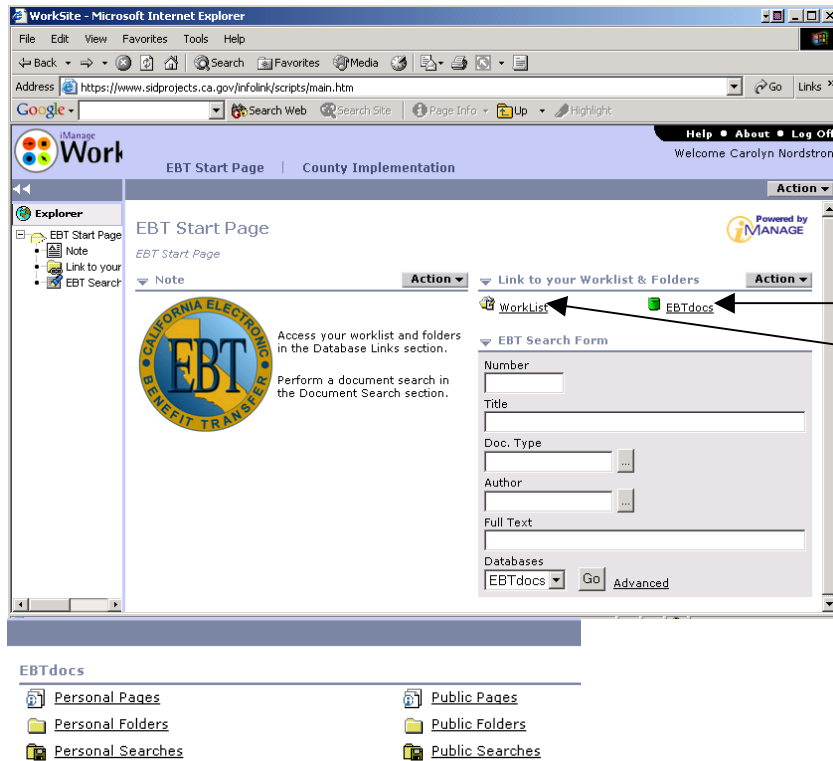 WorkSite - Microsoft Internet Explorer
File Edit View Favorites Tools Help
Back Search Favorites Media
Address https://www.sidprojects.ca.gov/infolink/scripts/main.htm Go Links »
Google Search Web Search Site Page Info Up Highlight
Help • About • Log Off
iManage
Work
Welcome Carolyn Nordstron
EBT Start Page | County Implementation
Action
Explorer
EBT Start Page
Note
Link to your
EBT Search
EBT Start Page
EBT Start Page
Powered by
iMANAGE
Note Action
CALIFORNIA ELECTRONIC
EBT
BENEFIT TRANSFER
Access your worklist and folders
in the Database Links section.
Perform a document search in
the Document Search section.
Link to your Worklist & Folders Action
WorkList EBTdocs
EBT Search Form
Number
Title
Doc. Type
...
Author
...
Full Text
Databases
EBTdocs Go Advanced
EBTdocs
Personal Pages Public Pages
Personal Folders Public Folders
Personal Searches Public Searches